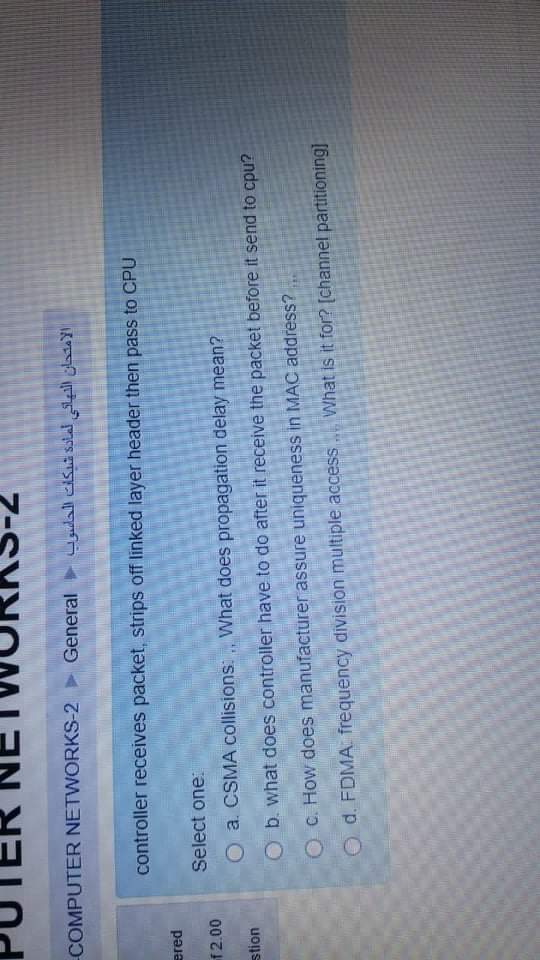 PUTER NETWORKS-2
-COMPUTER NETWORKS-2 ► General ► الامتحان النهائي لمادة شبكات الحاسوب
ered
f 2.00
stion
controller receives packet, strips off linked layer header then pass to CPU
Select one:
a. CSMA collisions: .. What does propagation delay mean?
b. what does controller have to do after it receive the packet before it send to cpu?
c. How does manufacturer assure uniqueness in MAC address? ...
d. FDMA: frequency division multiple access .... What is it for? [channel partitioning]